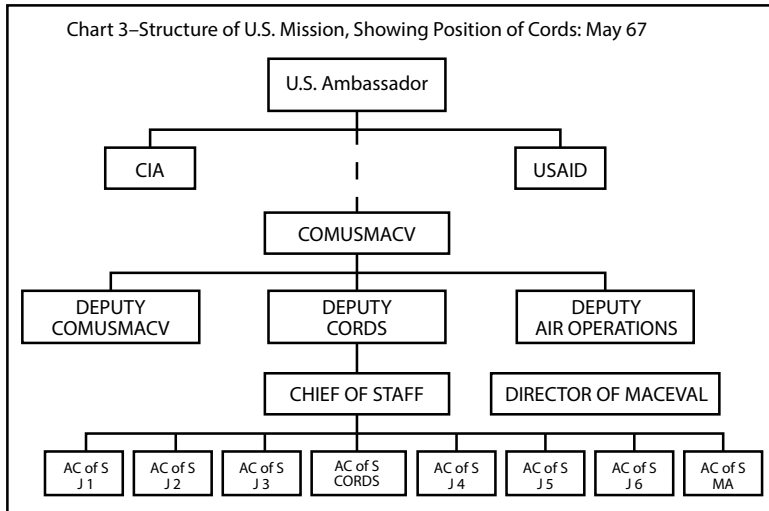 Chart 3–Structure of U.S. Mission, Showing Position of Cords: May 67
U.S. Ambassador
CIA
USAID
COMUSMACV
DEPUTY
COMUSMACV
DEPUTY
CORDS
DEPUTY
AIR OPERATIONS
CHIEF OF STAFF
DIRECTOR OF MACEVAL
AC of S
J 1
AC of S
J 2
AC of S
J 3
AC of S
CORDS
AC of S
J 4
AC of S
J 5
AC of S
J 6
AC of S
MA